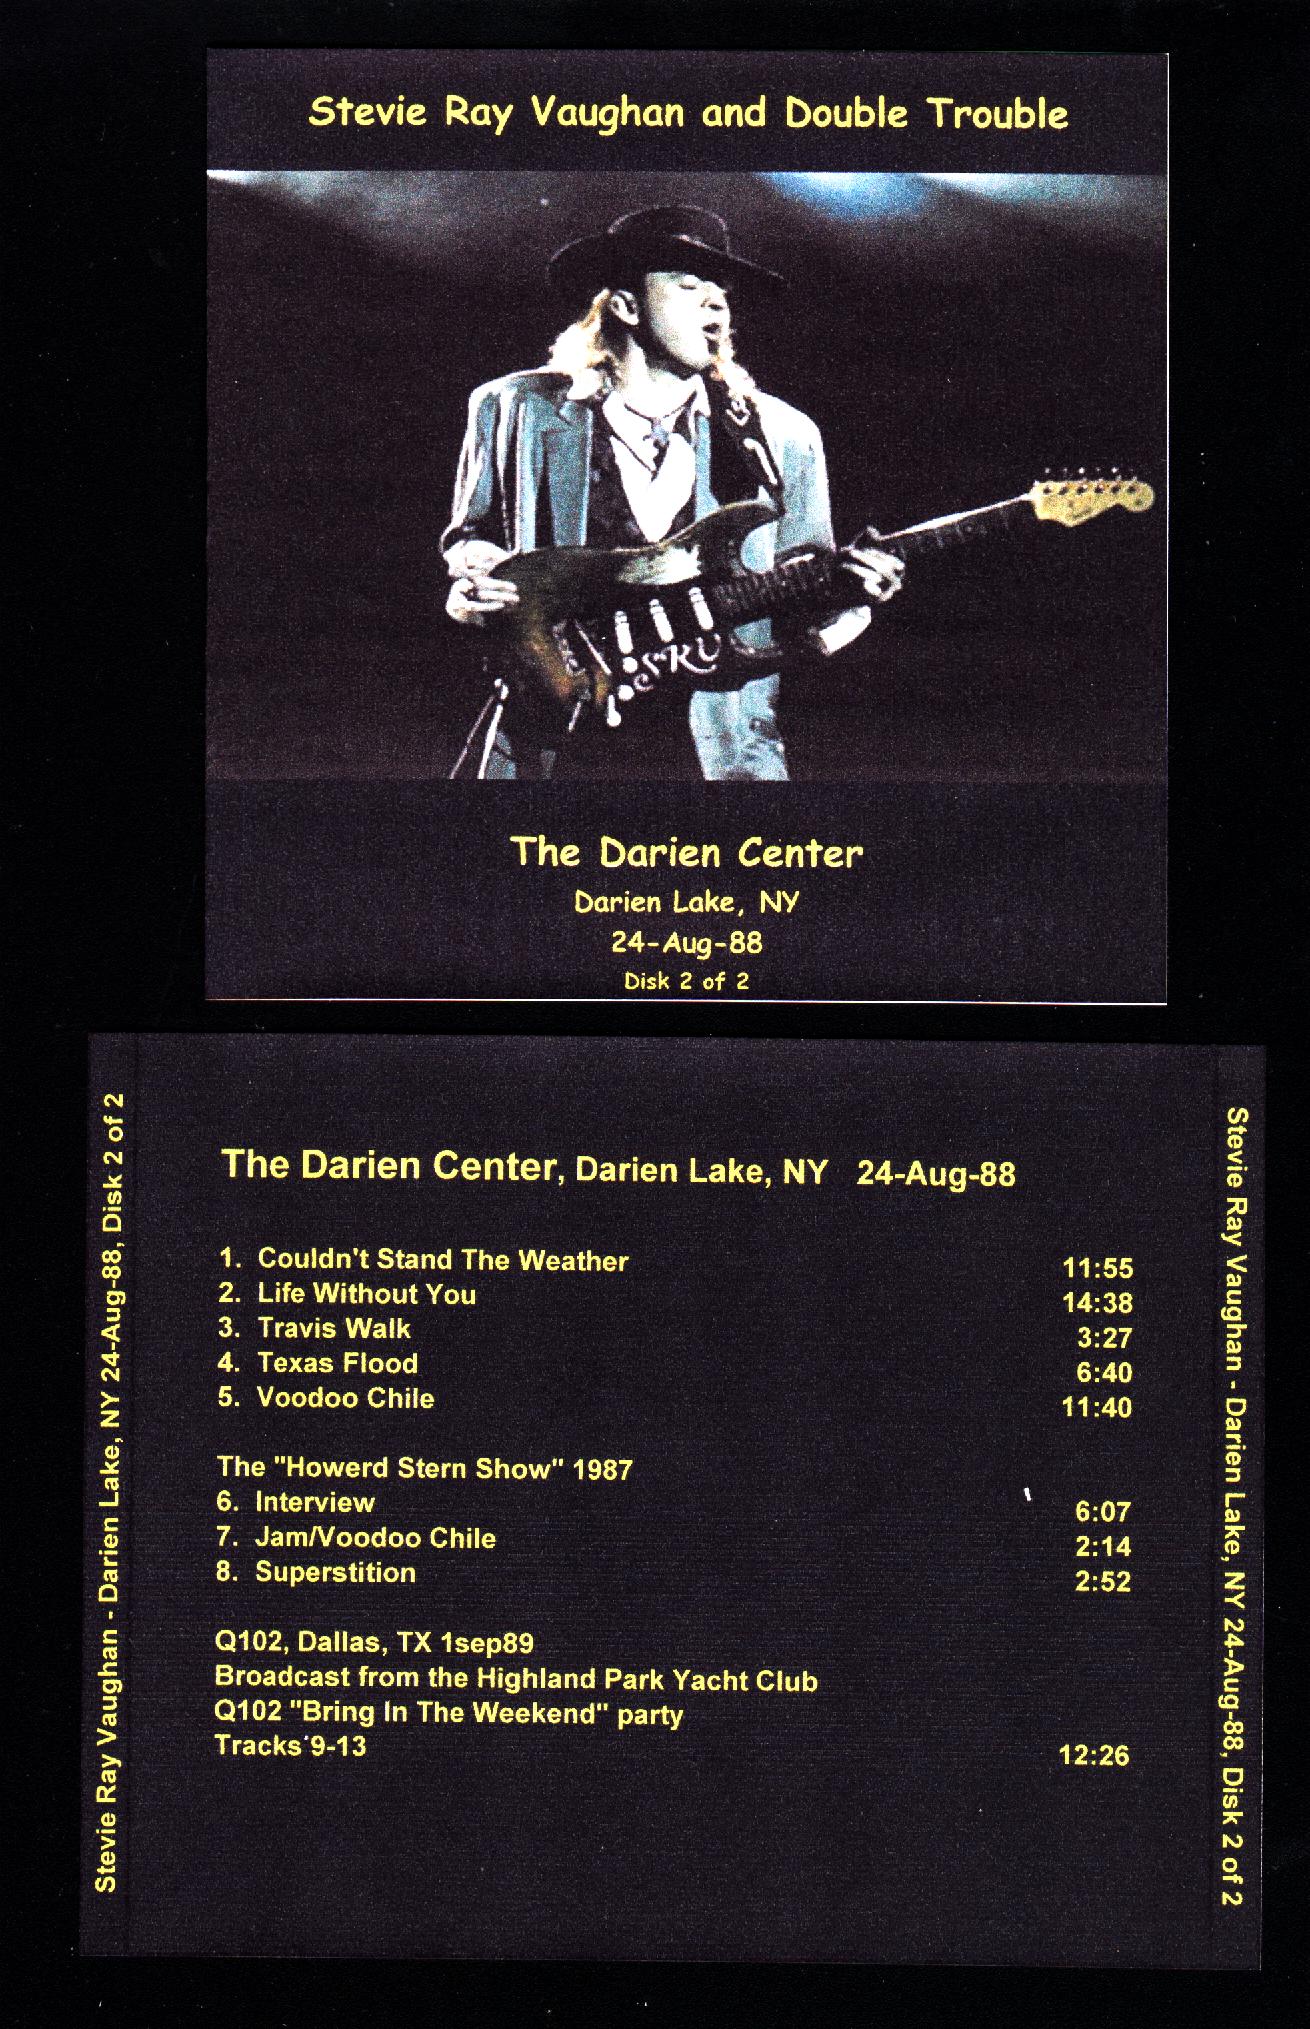 Stevie Ray Vaughan and Double Trouble
SRV
The Darien Center
Darien Lake, NY
24-Aug-88
Disk 2 of 2
Stevie Ray Vaughan - Darien Lake, NY 24-Aug-88, Disk 2 of 2
The Darien Center, Darien Lake, NY 24-Aug-88
1. Couldn't Stand The Weather 11:55
2. Life Without You 14:38
3. Travis Walk 3:27
4. Texas Flood 6:40
5. Voodoo Chile 11:40
The "Howerd Stern Show" 1987
6. Interview 6:07
7. Jam/Voodoo Chile 2:14
8. Superstition 2:52
Q102, Dallas, TX 1sep89
Broadcast from the Highland Park Yacht Club
Q102 "Bring In The Weekend" party
Tracks 9-13 12:26
Stevie Ray Vaughan - Darien Lake, NY 24-Aug-88, Disk 2 of 2